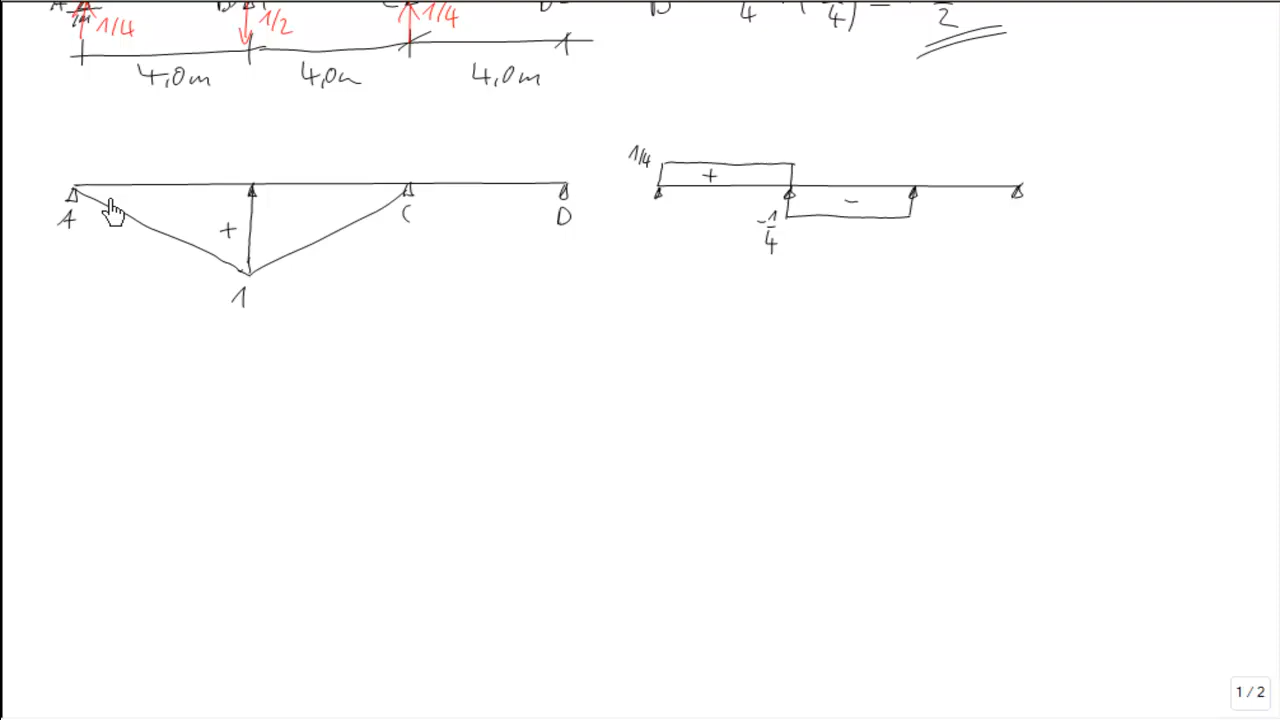 1/4 1/2 1/4
4,0m 4,0m 4,0m
2
1/4
+
A + C D
-
-1/4
1
1 / 2